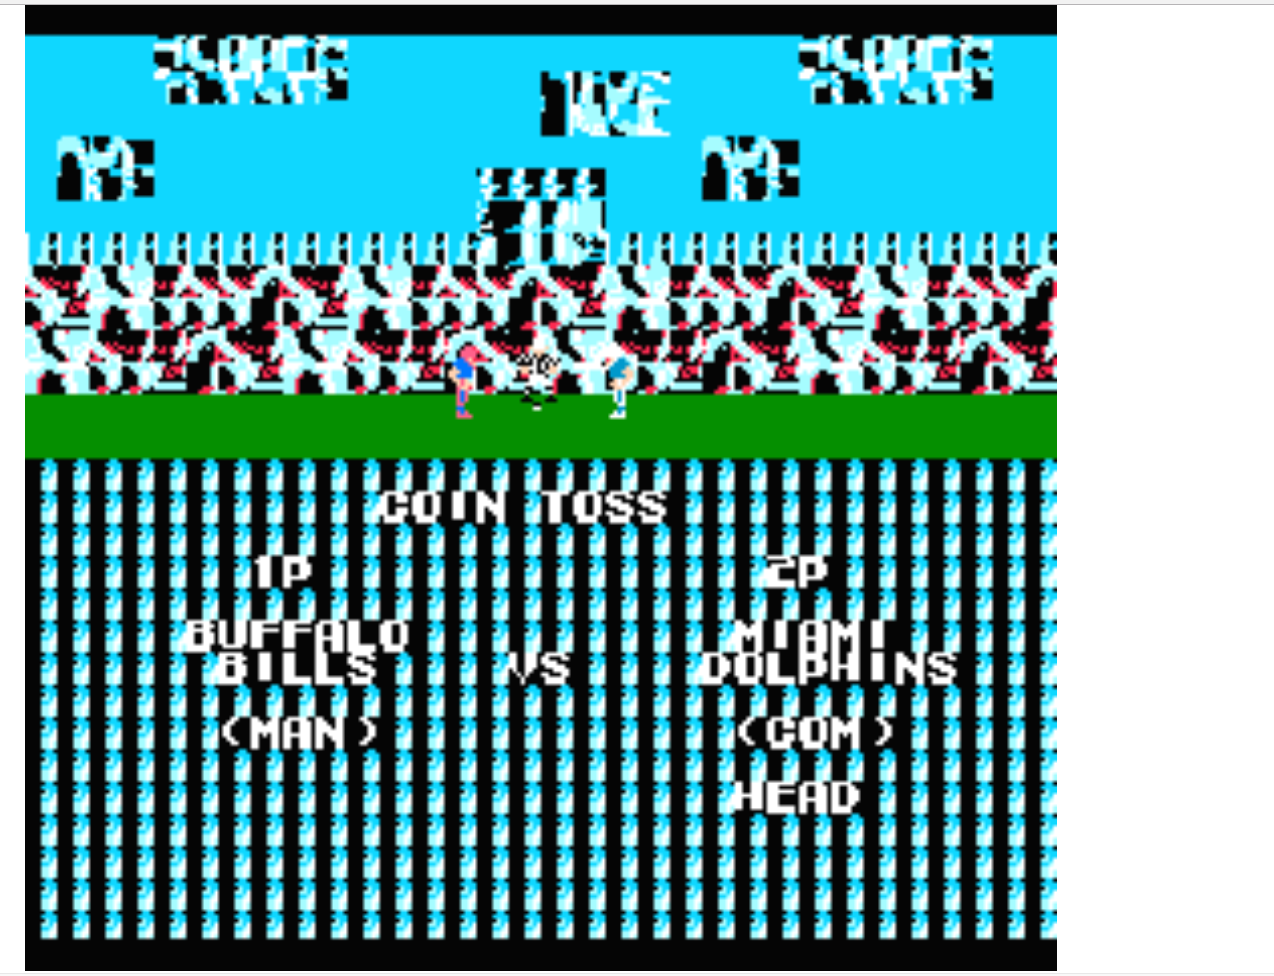 COIN TOSS
1P
2P
BUFFALO
BILLS
VS
MIAMI
DOLPHINS
(MAN)
(COM)
HEAD